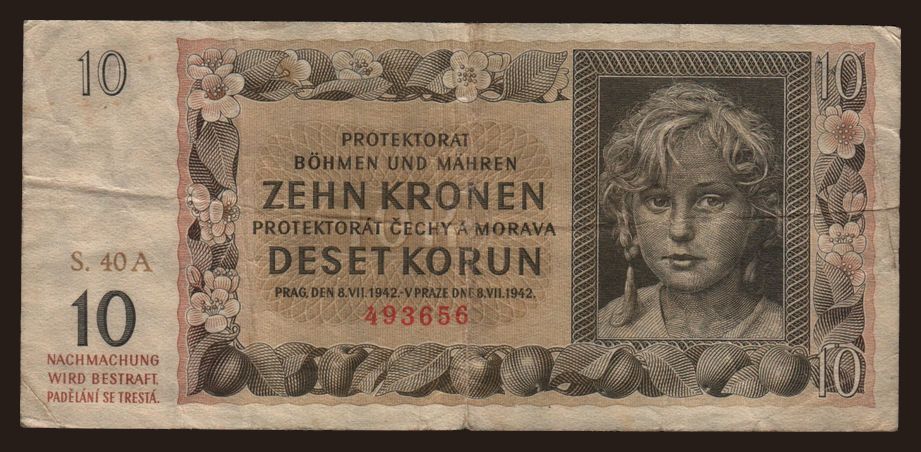 10
10
PROTEKTORAT
BÖHMEN UND MÄHREN
ZEHN KRONEN
PROTEKTORÁT ČECHY A MORAVA
DESET KORUN
PRAG, DEN 8.VII.1942.-V PRAZE DNE 8.VII.1942.
493656
S. 40 A
10
NACHMACHUNG
WIRD BESTRAFT.
PADĚLÁNÍ SE TRESTÁ.
10